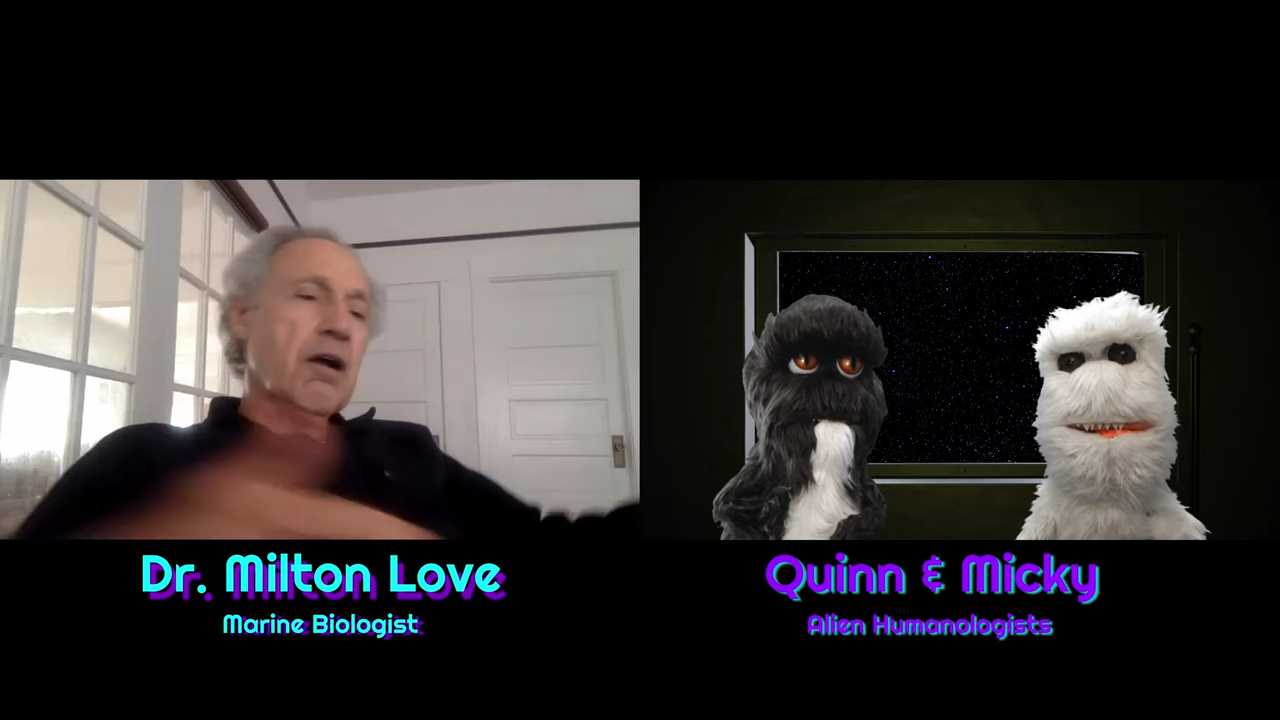 Dr. Milton Love
Marine Biologist
Quinn & Micky
Alien Humanologists